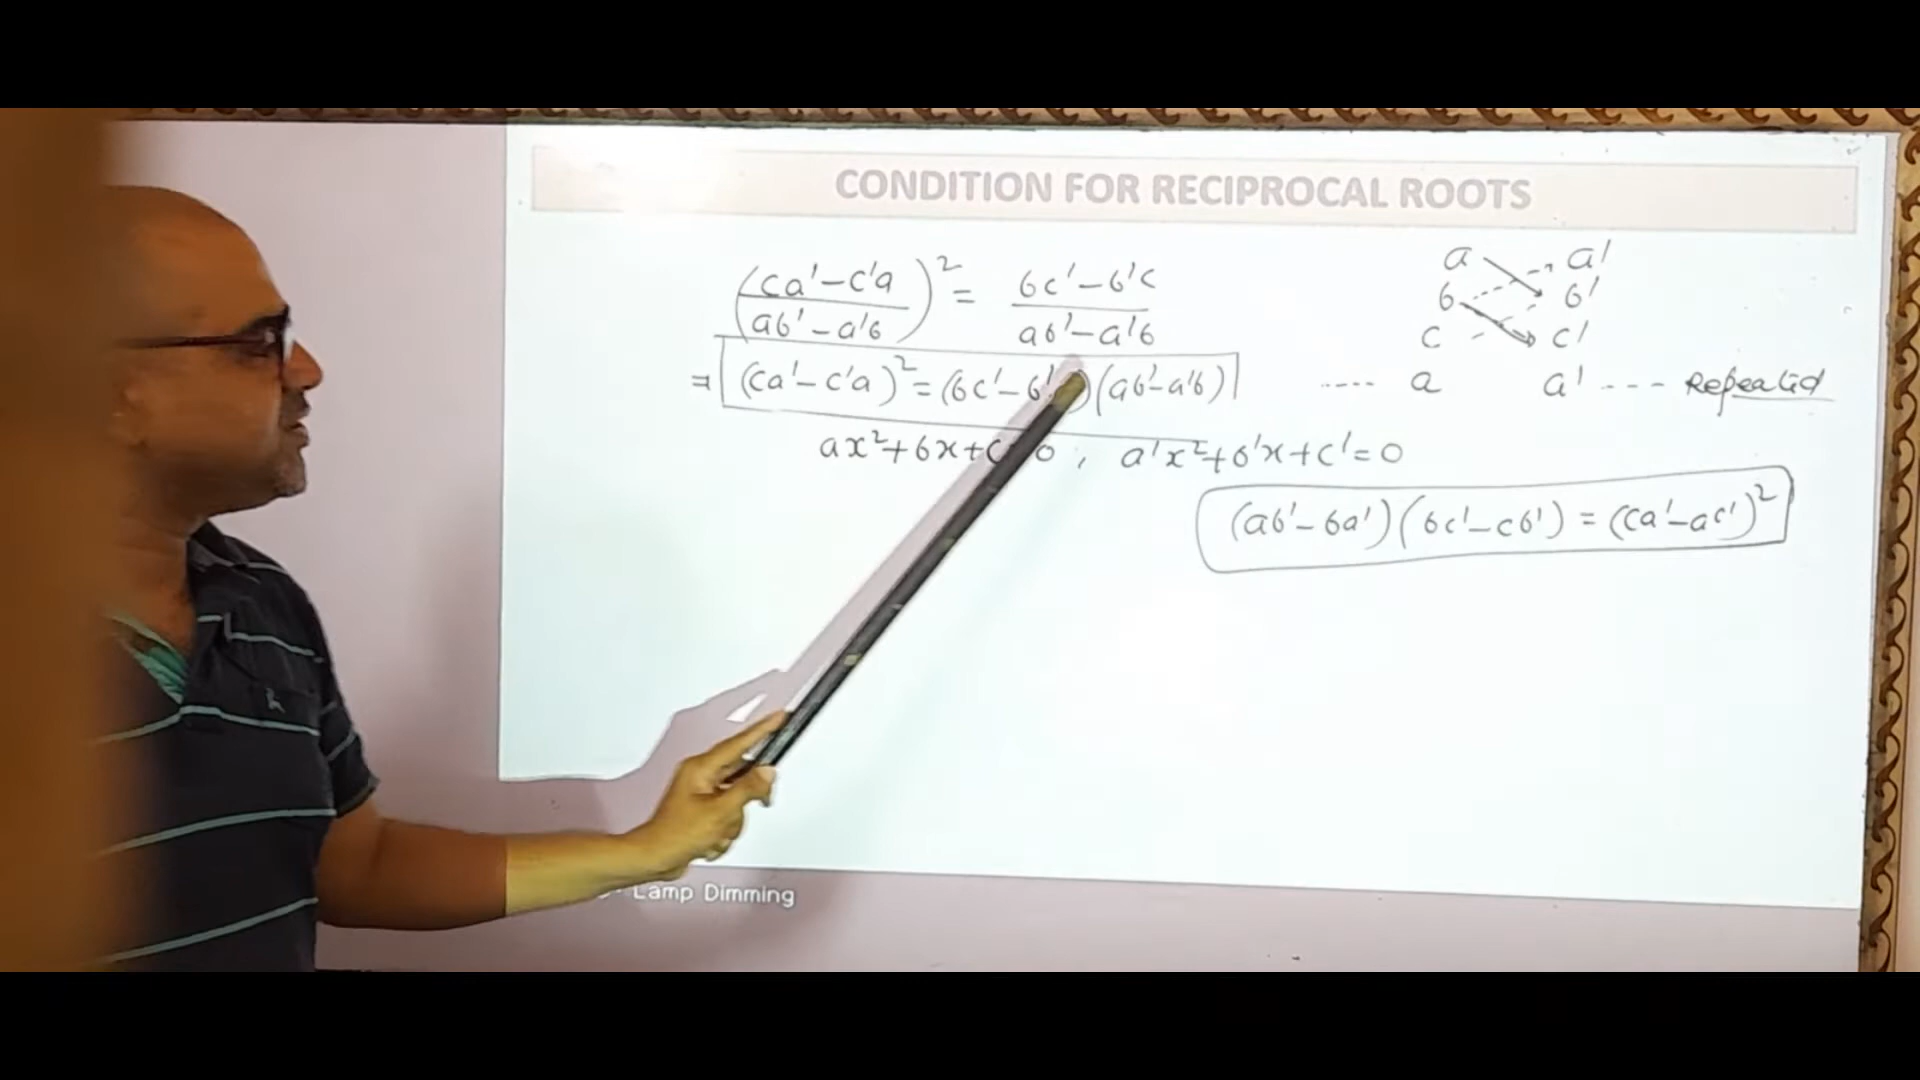 CONDITION FOR RECIPROCAL ROOTS
(ca'-c'a / ab'-a'b)² = bc'-b'c / ab'-a'b
⇒ (ca'-c'a)² = (bc'-b' )(ab'-a'b)
ax²+bx+c 0 , a'x²+b'x+c'=0
(ab'-ba')(bc'-cb') = (ca'-ac')²
a a'
b b'
c c'
---- a a' ---- Repeated
Lamp Dimming